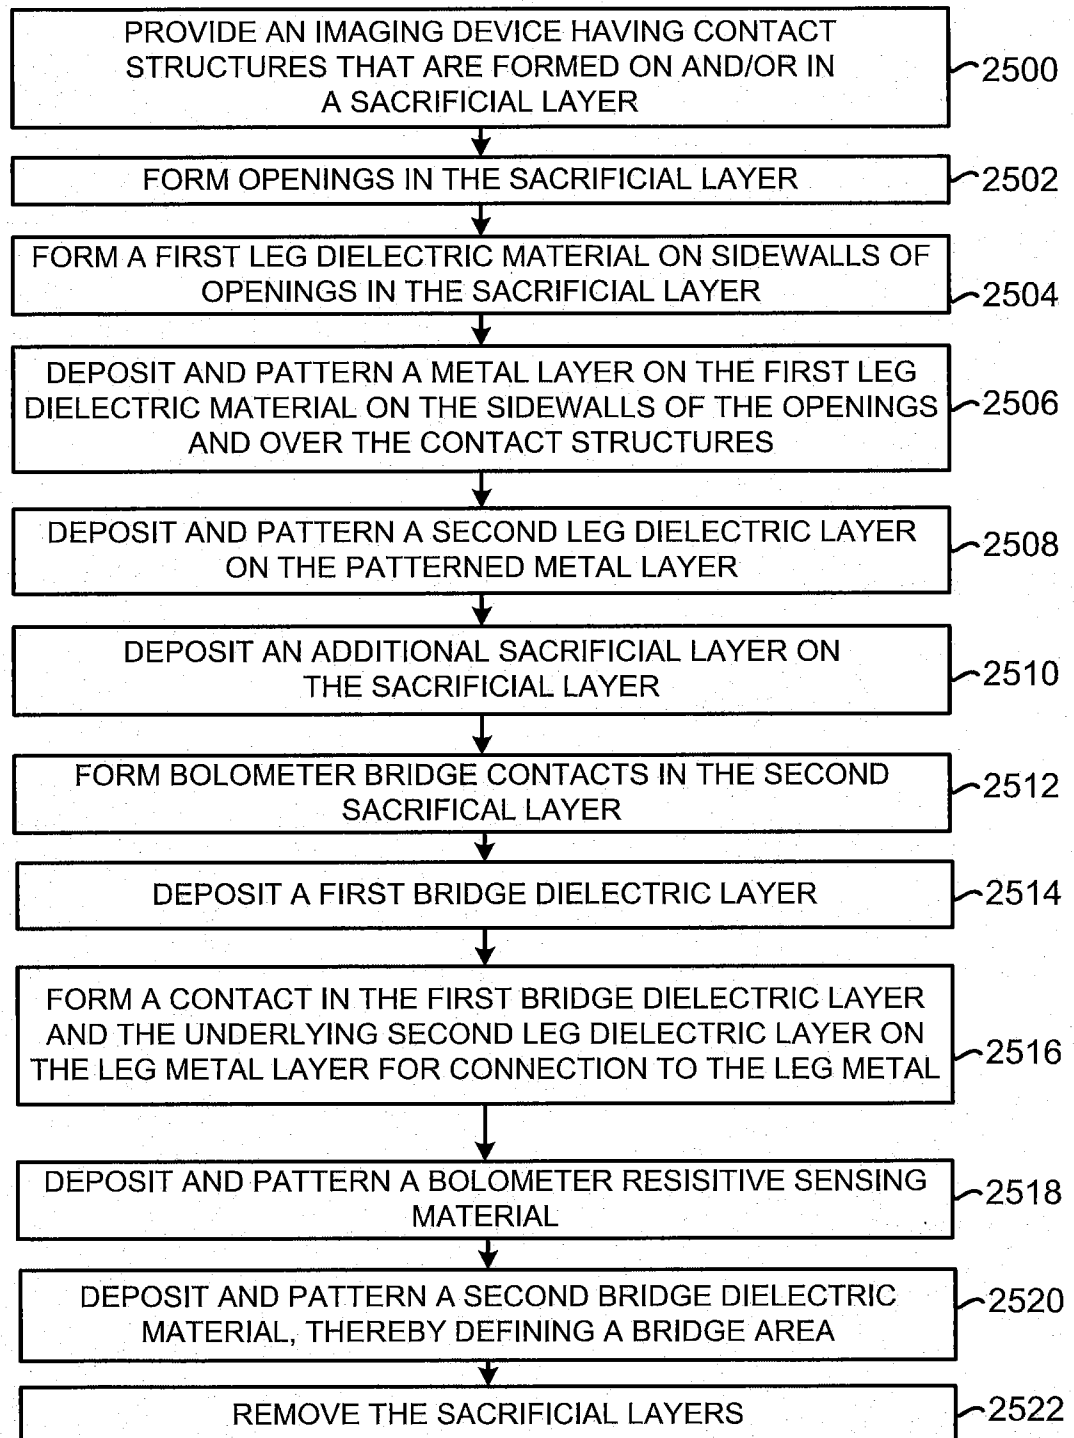 PROVIDE AN IMAGING DEVICE HAVING CONTACT
STRUCTURES THAT ARE FORMED ON AND/OR IN
A SACRIFICIAL LAYER
2500
FORM OPENINGS IN THE SACRIFICIAL LAYER
2502
FORM A FIRST LEG DIELECTRIC MATERIAL ON SIDEWALLS OF
OPENINGS IN THE SACRIFICIAL LAYER
2504
DEPOSIT AND PATTERN A METAL LAYER ON THE FIRST LEG
DIELECTRIC MATERIAL ON THE SIDEWALLS OF THE OPENINGS
AND OVER THE CONTACT STRUCTURES
2506
DEPOSIT AND PATTERN A SECOND LEG DIELECTRIC LAYER
ON THE PATTERNED METAL LAYER
2508
DEPOSIT AN ADDITIONAL SACRIFICIAL LAYER ON
THE SACRIFICIAL LAYER
2510
FORM BOLOMETER BRIDGE CONTACTS IN THE SECOND
SACRIFICAL LAYER
2512
DEPOSIT A FIRST BRIDGE DIELECTRIC LAYER
2514
FORM A CONTACT IN THE FIRST BRIDGE DIELECTRIC LAYER
AND THE UNDERLYING SECOND LEG DIELECTRIC LAYER ON
THE LEG METAL LAYER FOR CONNECTION TO THE LEG METAL
2516
DEPOSIT AND PATTERN A BOLOMETER RESISITIVE SENSING
MATERIAL
2518
DEPOSIT AND PATTERN A SECOND BRIDGE DIELECTRIC
MATERIAL, THEREBY DEFINING A BRIDGE AREA
2520
REMOVE THE SACRIFICIAL LAYERS
2522